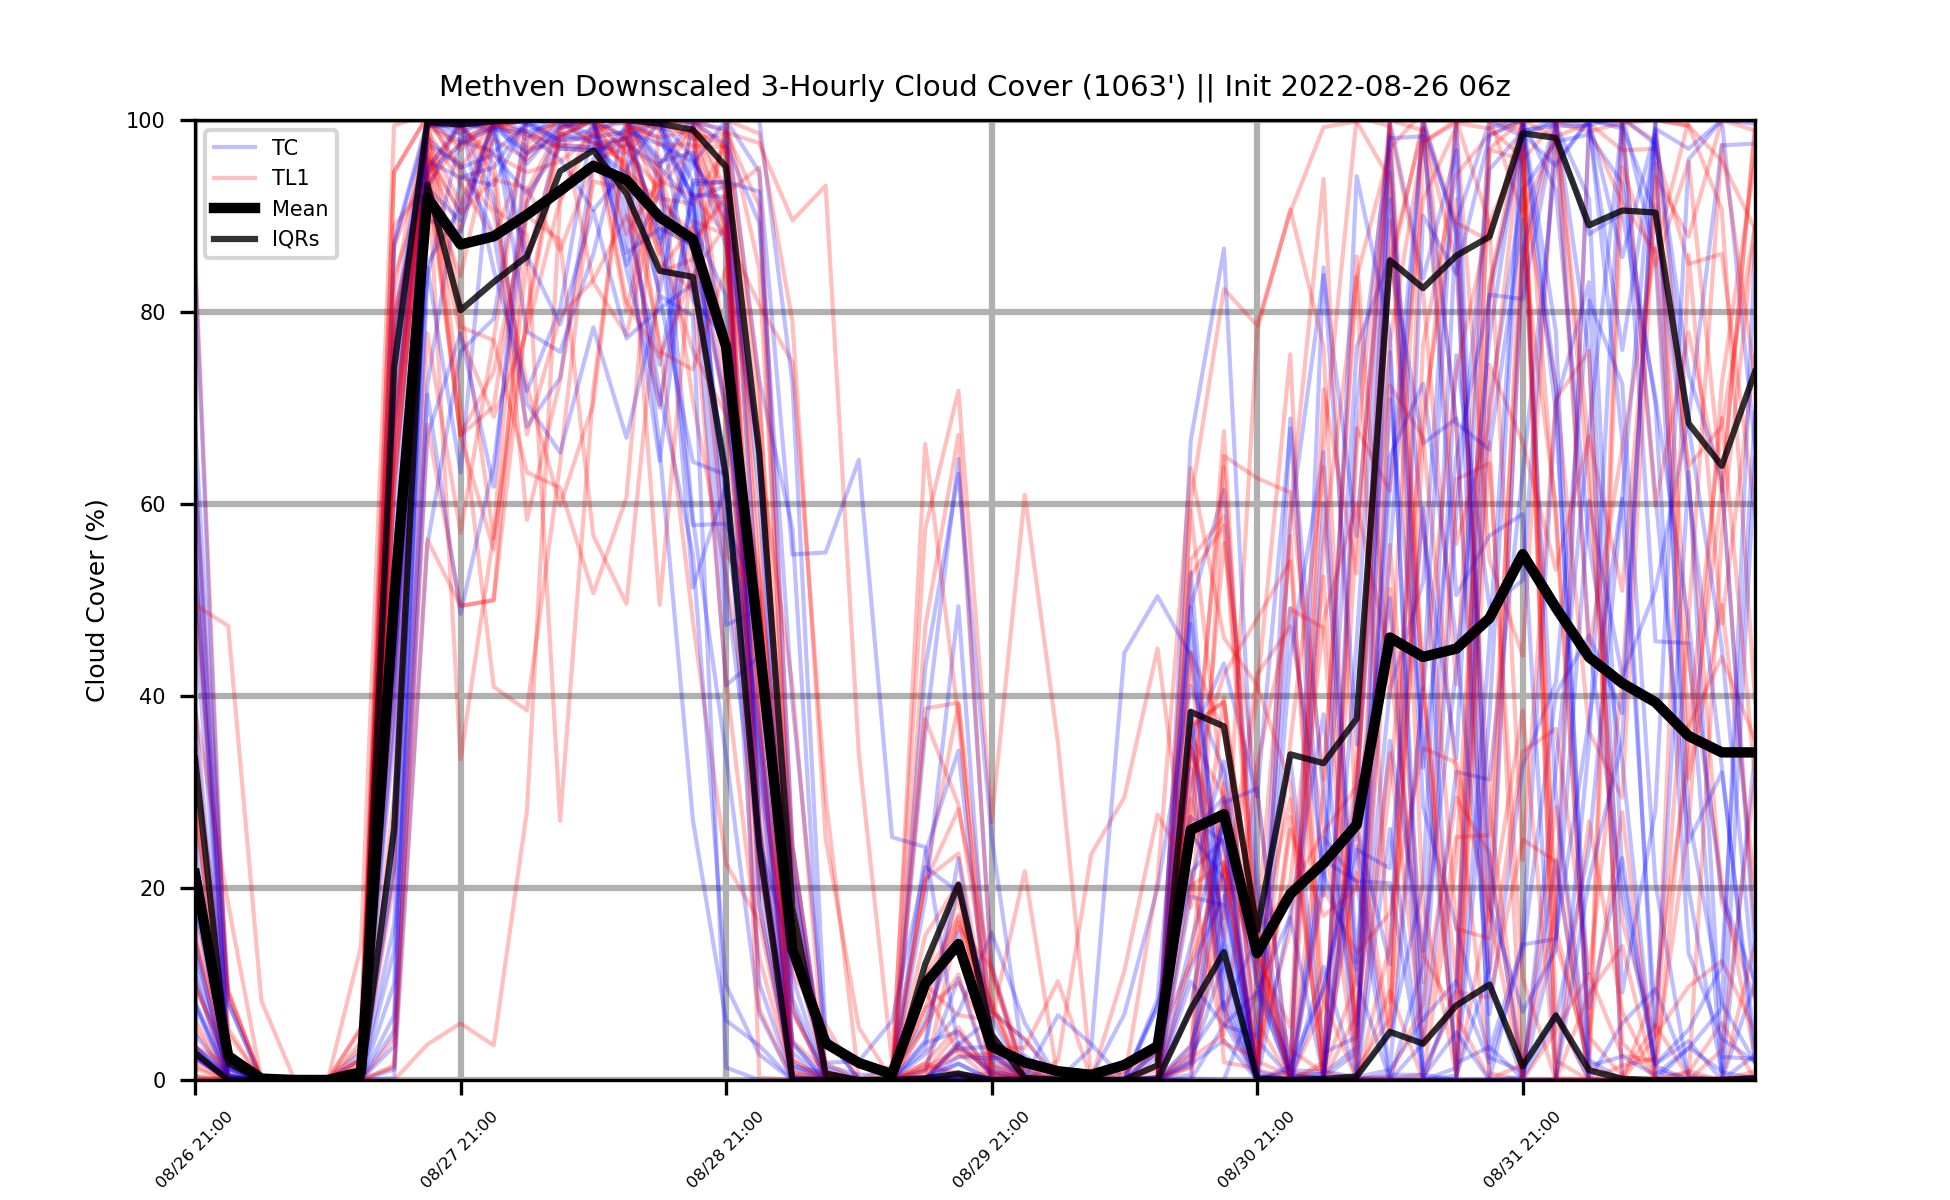 Methven Downscaled 3-Hourly Cloud Cover (1063') || Init 2022-08-26 06z
100
80
60
40
20
0
Cloud Cover (%)
TC
TL1
Mean
IQRs
08/26 21:00
08/27 21:00
08/28 21:00
08/29 21:00
08/30 21:00
08/31 21:00